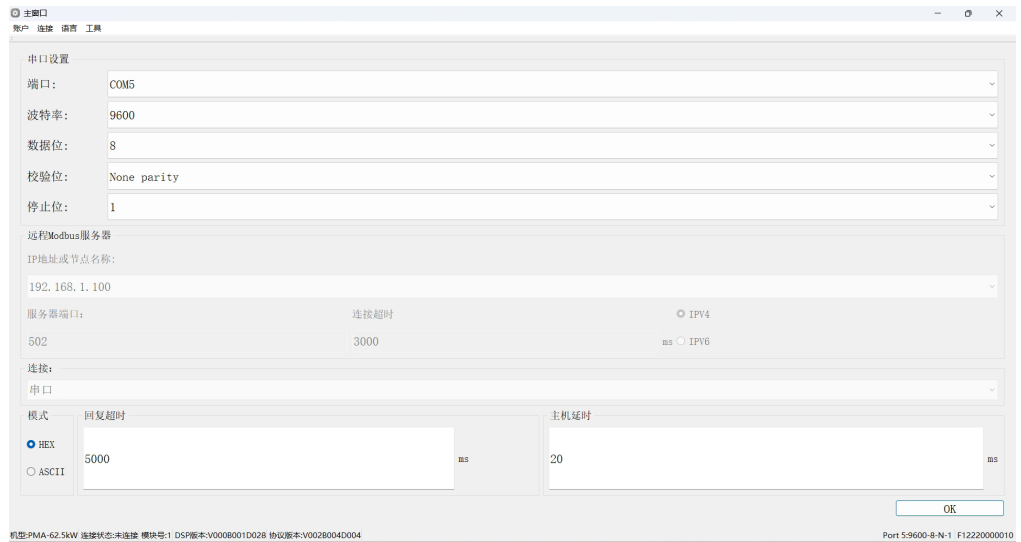 主窗口
账户 连接 语言 工具
串口设置
端口: COM5
波特率: 9600
数据位: 8
校验位: None parity
停止位: 1
远程Modbus服务器
IP地址或节点名称:
192.168.1.100
服务器端口: 连接超时 IPV4
502 3000 ms IPV6
连接:
串口
模式 回复超时 主机延时
HEX
5000 ms 20 ms
ASCII
OK
机型:PMA-62.5kW 连接状态:未连接 模块号:1 DSP版本:V000B001D028 协议版本:V002B004D004 Port 5:9600-8-N-1 F12220000010